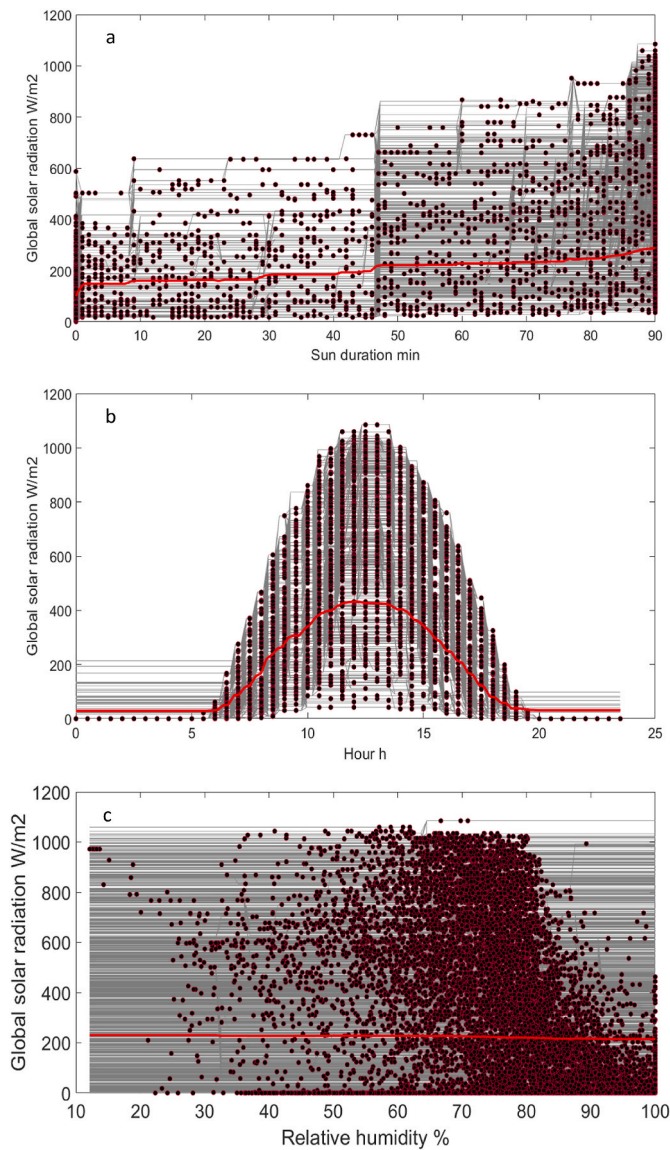 a
Global solar radiation W/m2
1200
1000
800
600
400
200
0
0 10 20 30 40 50 60 70 80 90
Sun duration min
b
Global solar radiation W/m2
1200
1000
800
600
400
200
0
0 5 10 15 20 25
Hour h
c
Global solar radiation W/m2
1200
1000
800
600
400
200
0
10 20 30 40 50 60 70 80 90 100
Relative humidity %